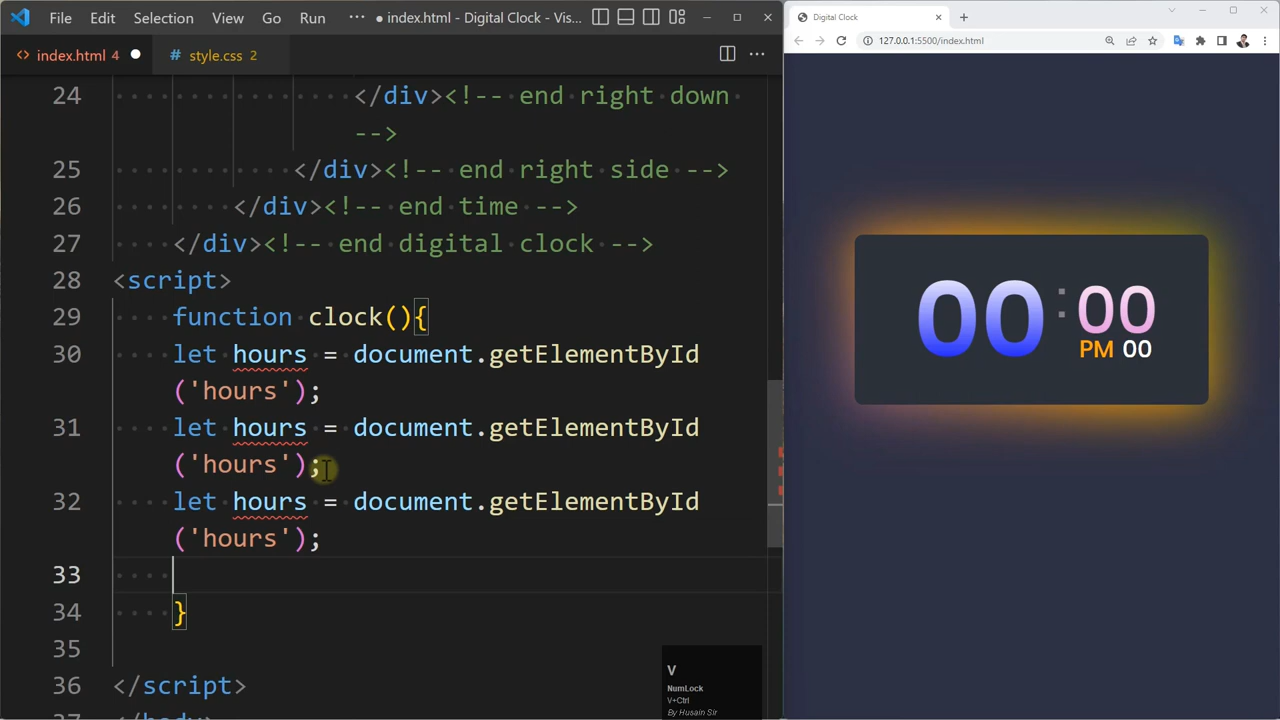 File Edit Selection View Go Run ··· ● index.html - Digital Clock - Vis...
<> index.html 4 ● # style.css 2 ···
24 </div><!-- end right down
-->
25 </div><!-- end right side -->
26 </div><!-- end time -->
27 </div><!-- end digital clock -->
28 <script>
29 function clock(){
30 let hours = document.getElementById
('hours');
31 let hours = document.getElementById
('hours');
32 let hours = document.getElementById
('hours');
33
34 }
35
36 </script>
37 </body>
V
NumLock
V+Ctrl
By Husain Sir
Digital Clock
127.0.0.1:5500/index.html
00:00
PM 00